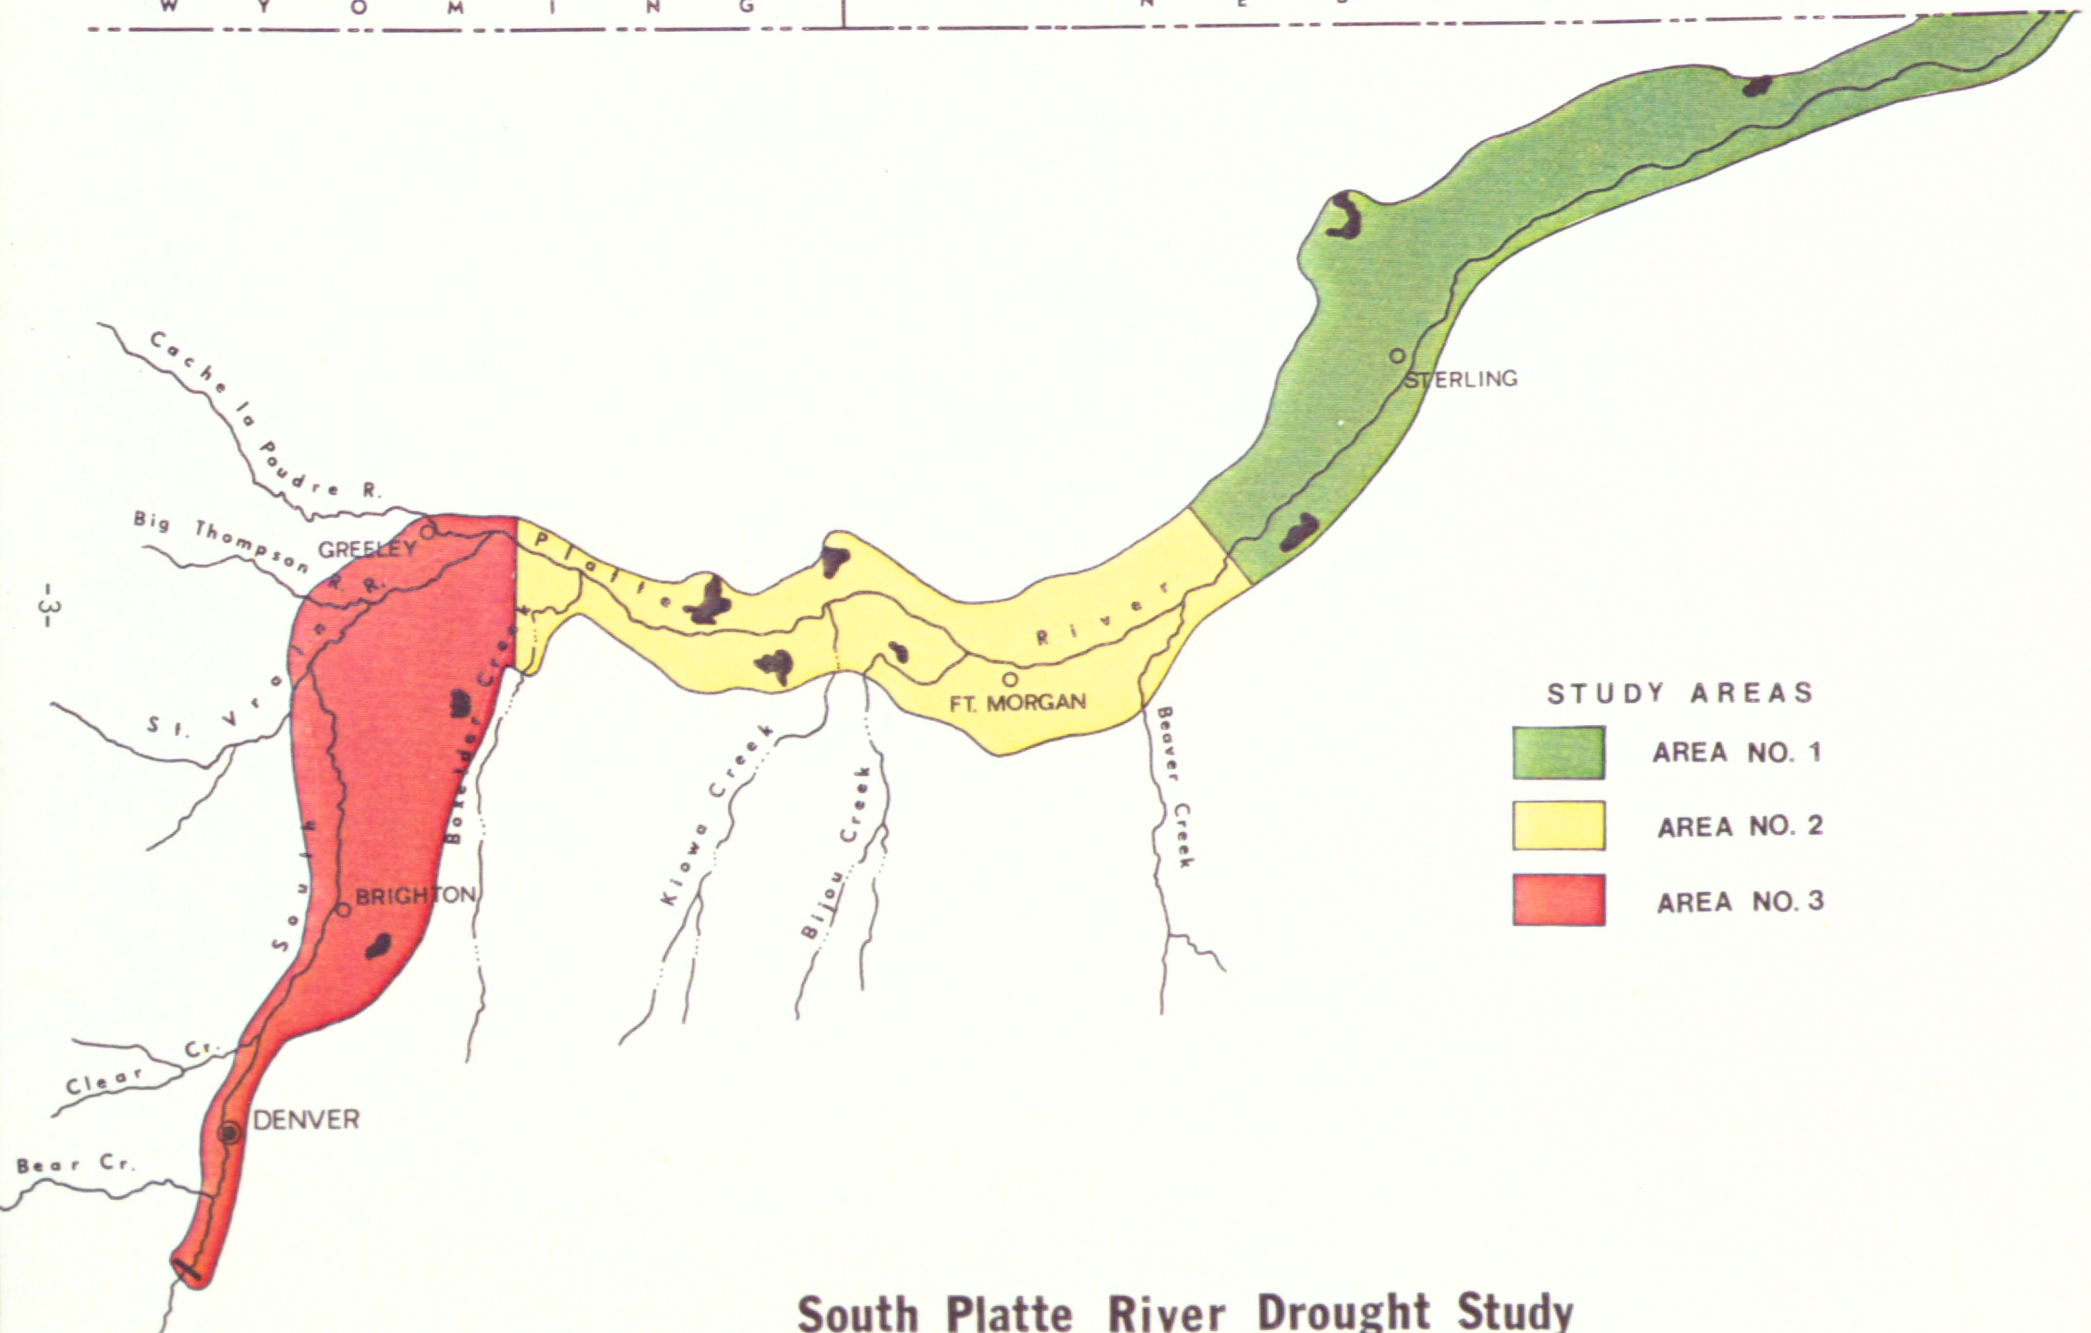 W Y O M I N G N E B
Cache la Poudre R.
Big Thompson R.
GREELEY
St. Vrain R.
South Platte River
Boxelder Creek
STERLING
FT. MORGAN
BRIGHTON
Kiowa Creek
Bijou Creek
Beaver Creek
Clear Cr.
DENVER
Bear Cr.
-3-
STUDY AREAS
AREA NO. 1
AREA NO. 2
AREA NO. 3
South Platte River Drought Study